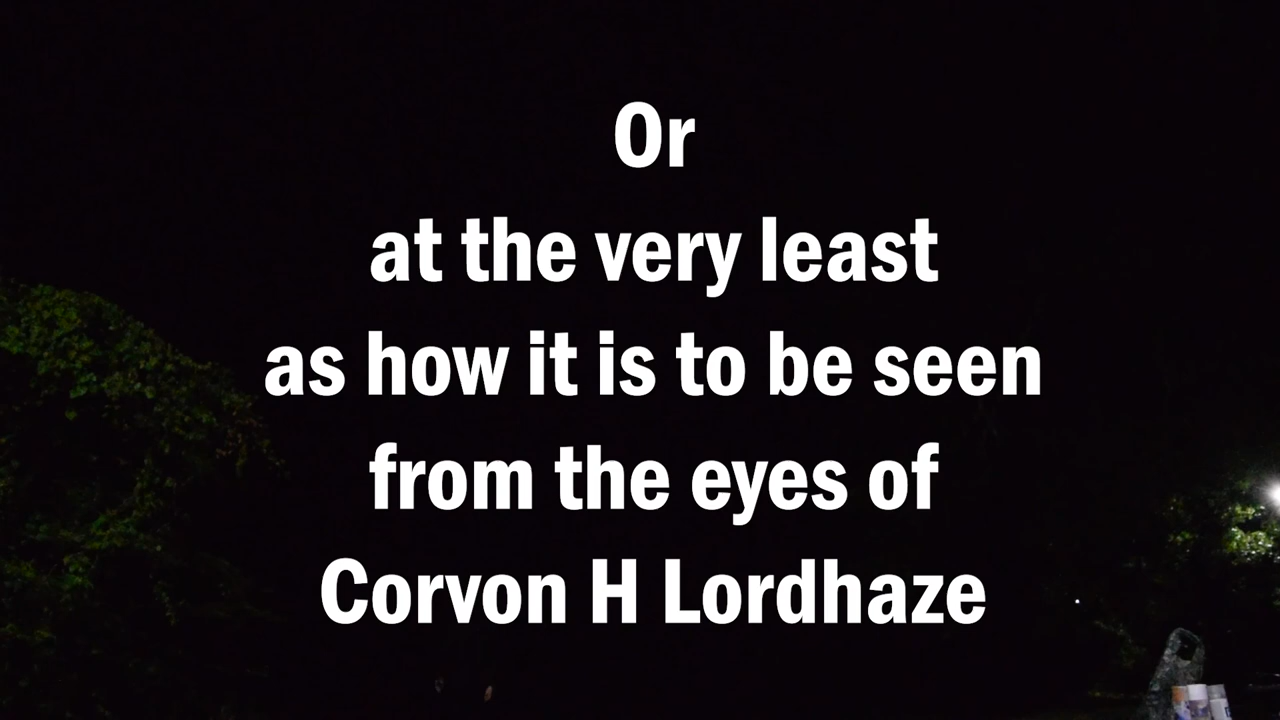 Or
at the very least
as how it is to be seen
from the eyes of
Corvon H Lordhaze